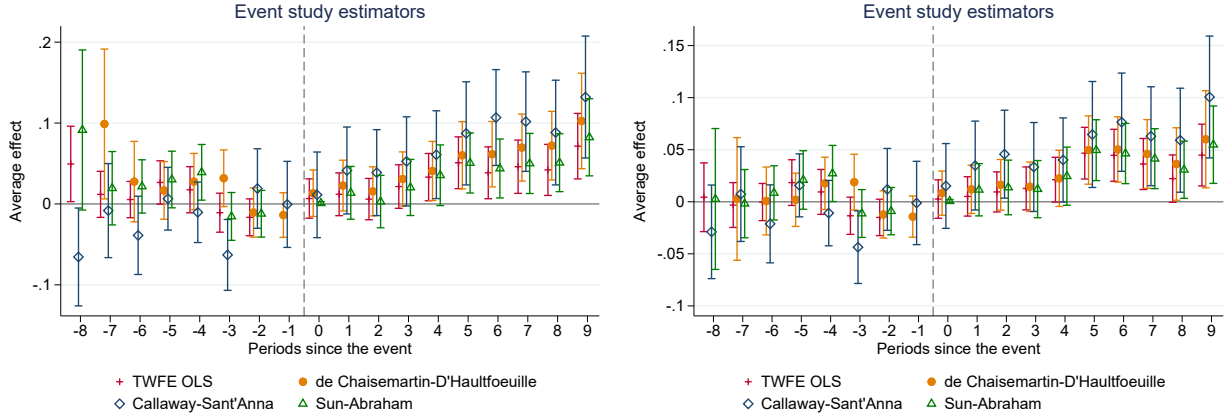 Event study estimators
.2
.1
0
-.1
Average effect
-8 -7 -6 -5 -4 -3 -2 -1 0 1 2 3 4 5 6 7 8 9
Periods since the event
TWFE OLS de Chaisemartin-D'Haultfoeuille
Callaway-Sant'Anna Sun-Abraham
Event study estimators
.15
.1
.05
0
-.05
-.1
Average effect
-8 -7 -6 -5 -4 -3 -2 -1 0 1 2 3 4 5 6 7 8 9
Periods since the event
TWFE OLS de Chaisemartin-D'Haultfoeuille
Callaway-Sant'Anna Sun-Abraham